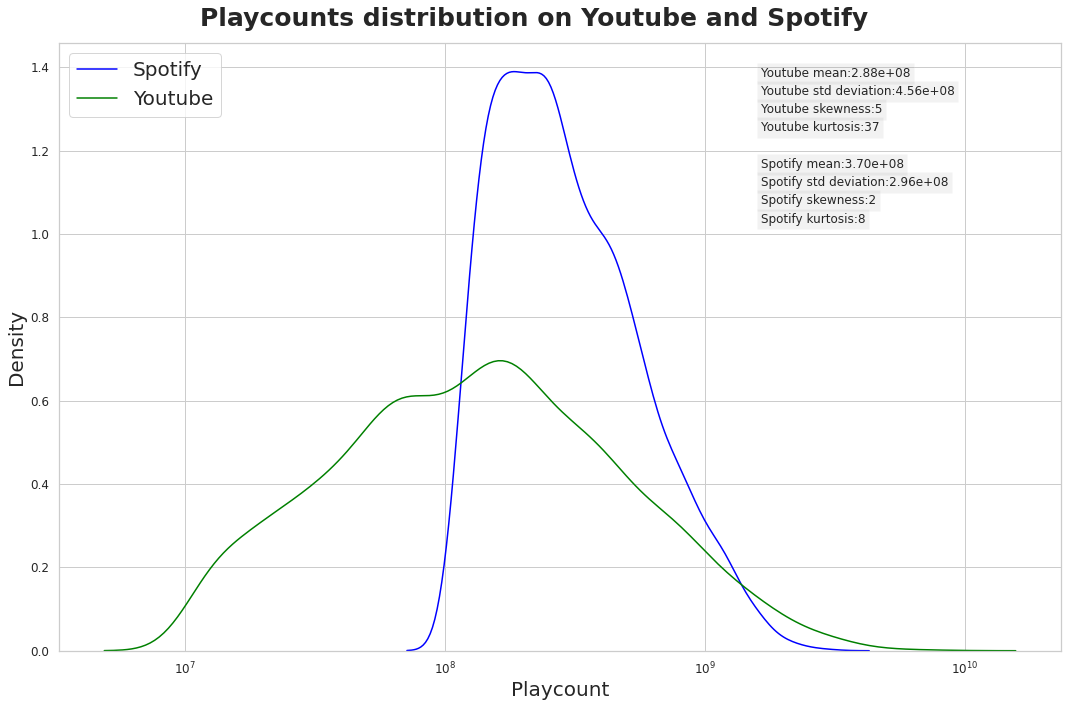 Playcounts distribution on Youtube and Spotify
Spotify
Youtube
Youtube mean:2.88e+08
Youtube std deviation:4.56e+08
Youtube skewness:5
Youtube kurtosis:37
Spotify mean:3.70e+08
Spotify std deviation:2.96e+08
Spotify skewness:2
Spotify kurtosis:8
Density
1.4
1.2
1.0
0.8
0.6
0.4
0.2
0.0
10⁷ 10⁸ 10⁹ 10¹⁰
Playcount